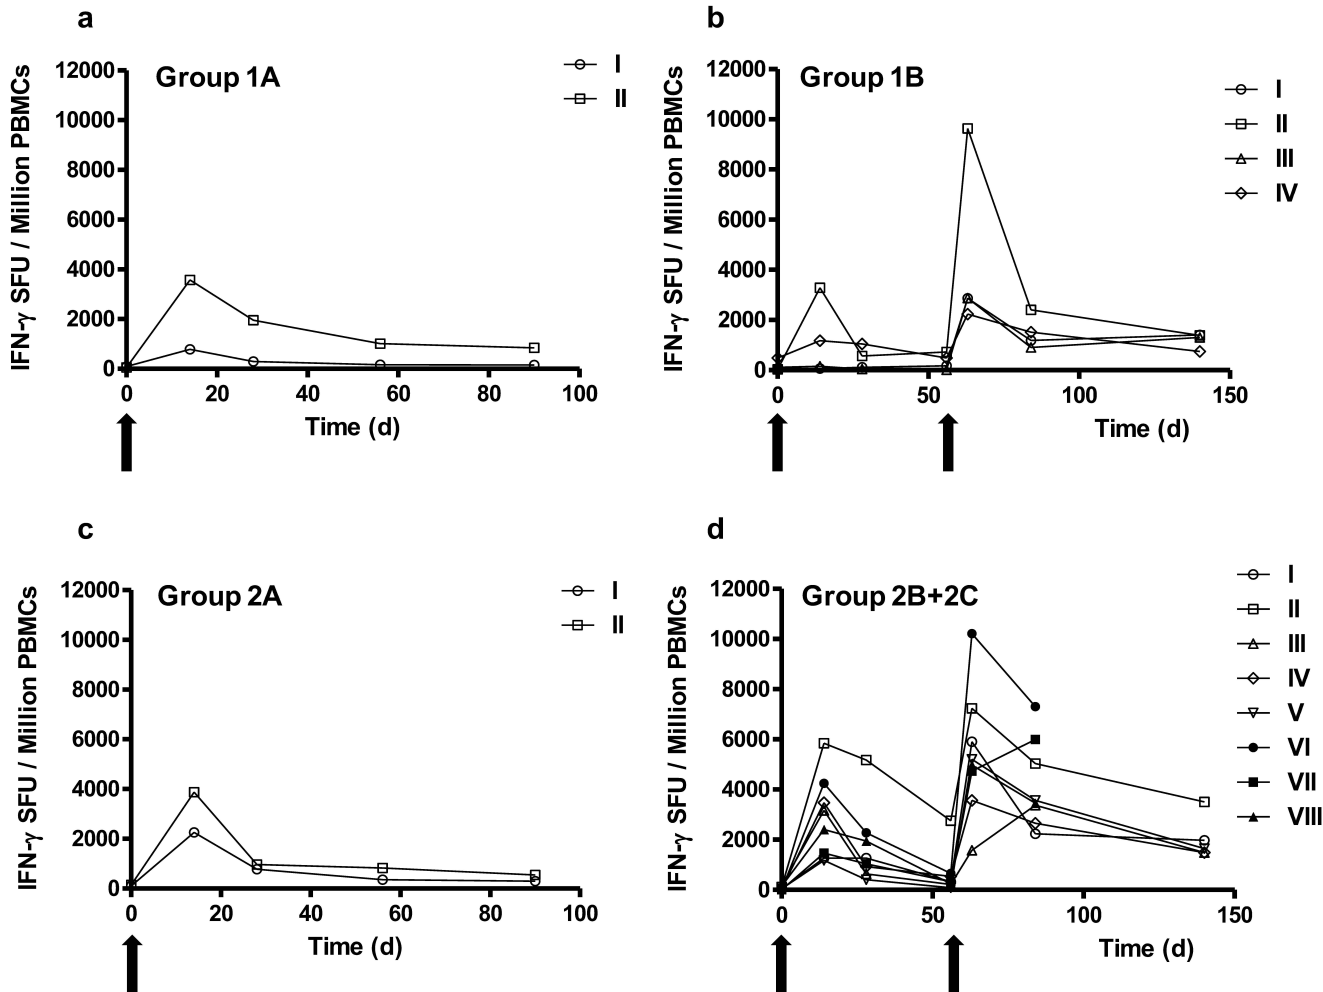 a
Group 1A
IFN-γ SFU / Million PBMCs
12000
10000
8000
6000
4000
2000
0
0 20 40 60 80 100
Time (d)
I
II
b
Group 1B
IFN-γ SFU / Million PBMCs
12000
10000
8000
6000
4000
2000
0
0 50 100 150
Time (d)
I
II
III
IV
c
Group 2A
IFN-γ SFU / Million PBMCs
12000
10000
8000
6000
4000
2000
0
0 20 40 60 80 100
Time (d)
I
II
d
Group 2B+2C
IFN-γ SFU / Million PBMCs
12000
10000
8000
6000
4000
2000
0
0 50 100 150
Time (d)
I
II
III
IV
V
VI
VII
VIII